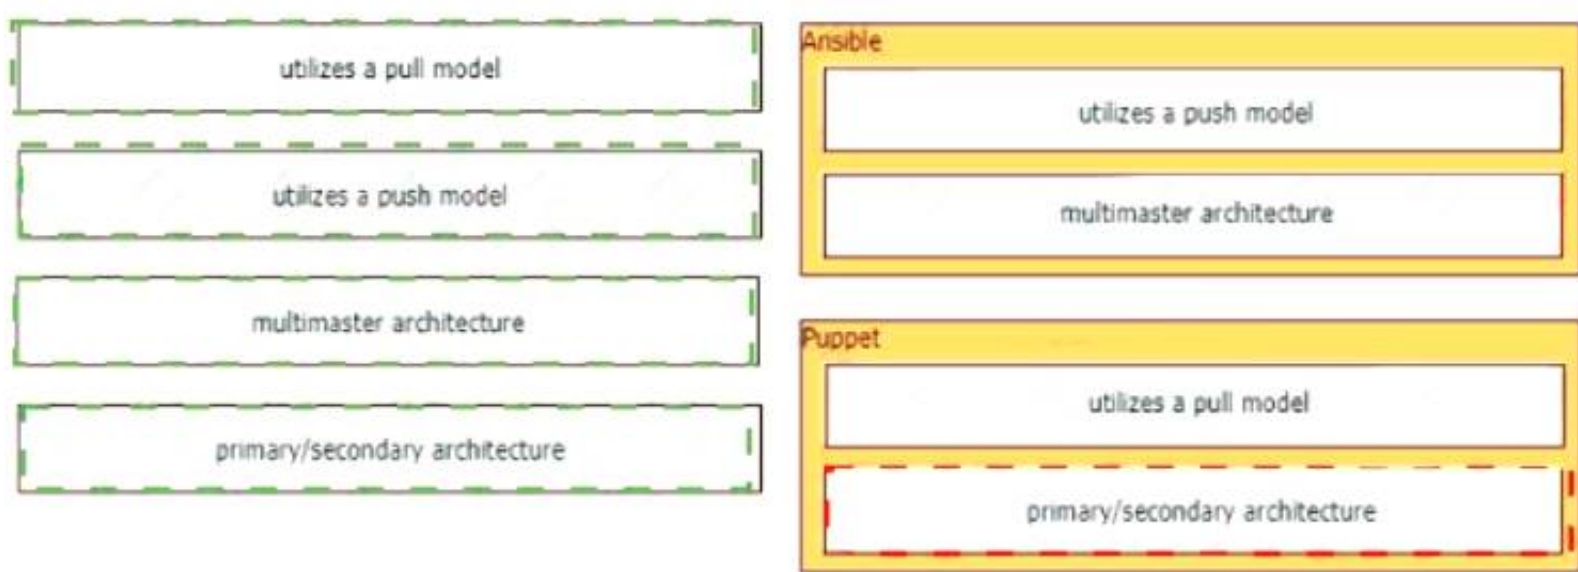 utilizes a pull model
utilizes a push model
multimaster architecture
primary/secondary architecture
Ansible
utilizes a push model
multimaster architecture
Puppet
utilizes a pull model
primary/secondary architecture